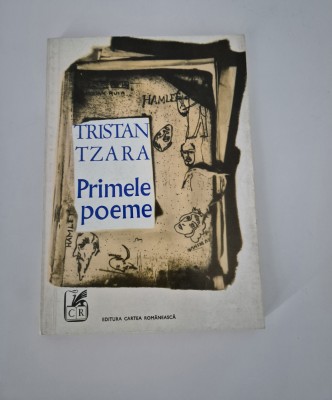 HAMLET
TRISTAN
TZARA
Primele
poeme
HAMLET
CR
EDITURA CARTEA ROMÂNEASCĂ